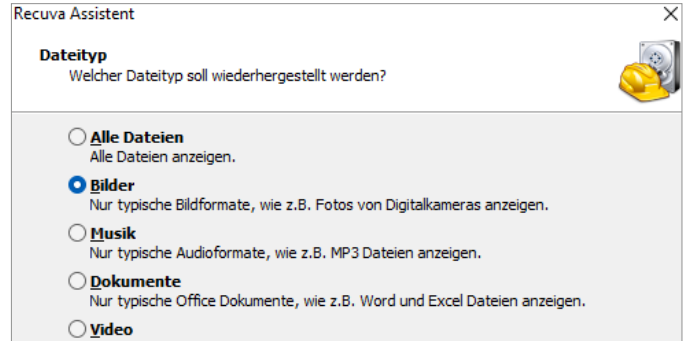 Recuva Assistent
Dateityp
Welcher Dateityp soll wiederhergestellt werden?
Alle Dateien
Alle Dateien anzeigen.
Bilder
Nur typische Bildformate, wie z.B. Fotos von Digitalkameras anzeigen.
Musik
Nur typische Audioformate, wie z.B. MP3 Dateien anzeigen.
Dokumente
Nur typische Office Dokumente, wie z.B. Word und Excel Dateien anzeigen.
Video